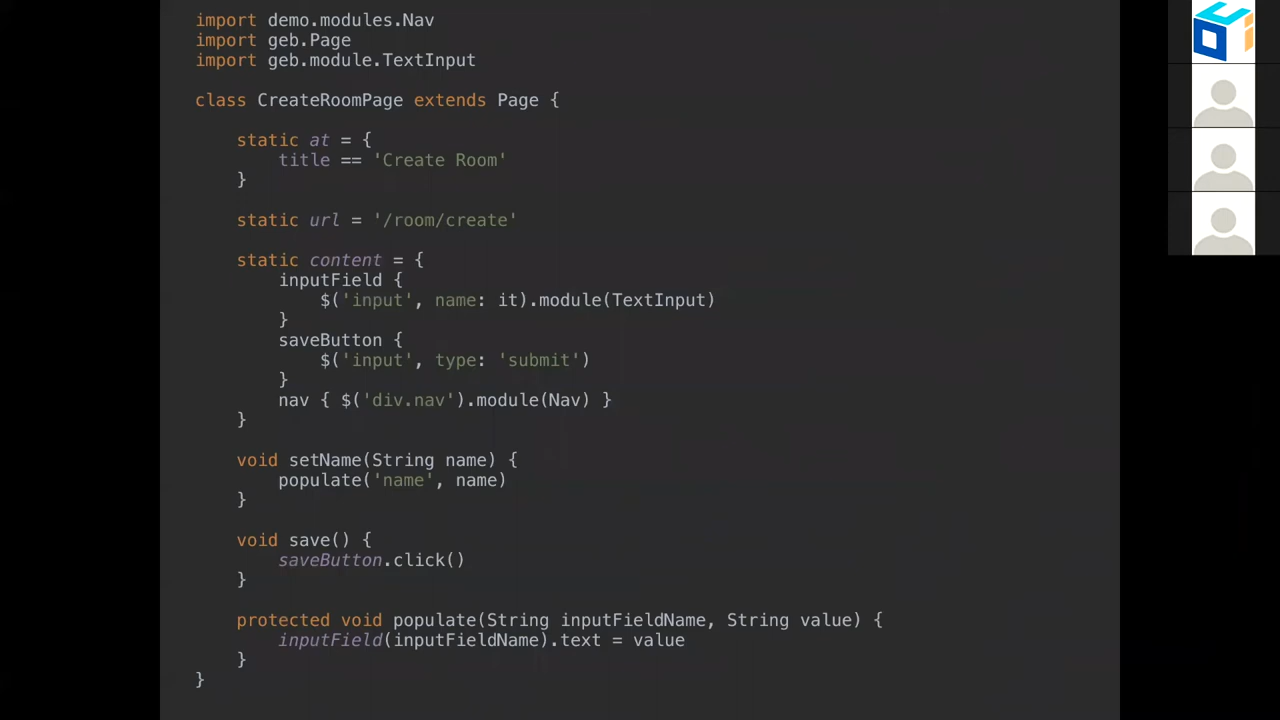 import demo.modules.Nav
import geb.Page
import geb.module.TextInput
class CreateRoomPage extends Page {
static at = {
title == 'Create Room'
}
static url = '/room/create'
static content = {
inputField {
$('input', name: it).module(TextInput)
}
saveButton {
$('input', type: 'submit')
}
nav { $('div.nav').module(Nav) }
}
void setName(String name) {
populate('name', name)
}
void save() {
saveButton.click()
}
protected void populate(String inputFieldName, String value) {
inputField(inputFieldName).text = value
}
}